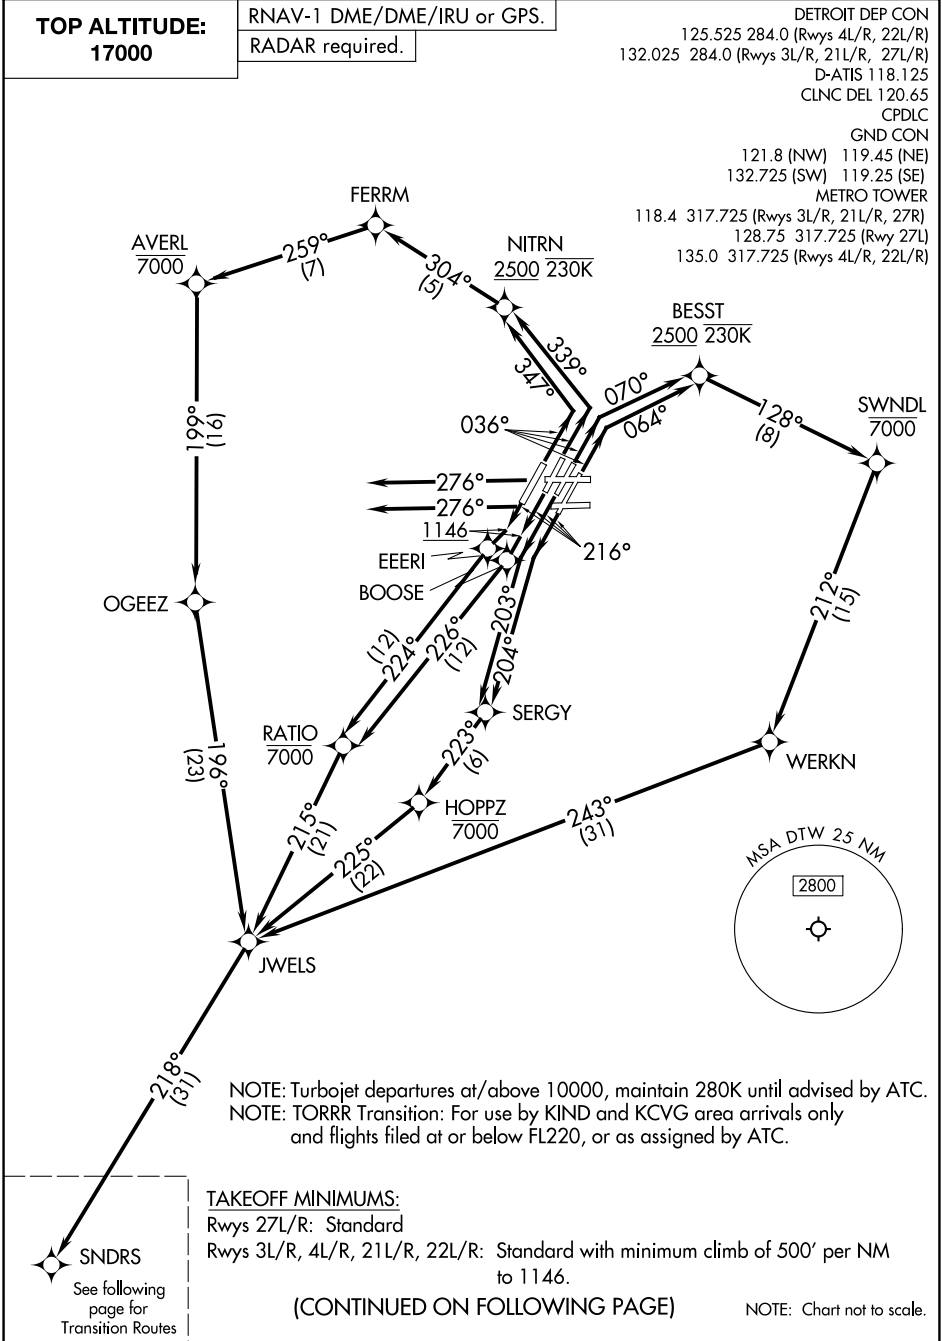 TOP ALTITUDE:
17000
RNAV-1 DME/DME/IRU or GPS.
RADAR required.
DETROIT DEP CON
125.525 284.0 (Rwys 4L/R, 22L/R)
132.025 284.0 (Rwys 3L/R, 21L/R, 27L/R)
D-ATIS 118.125
CLNC DEL 120.65
CPDLC
GND CON
121.8 (NW) 119.45 (NE)
132.725 (SW) 119.25 (SE)
METRO TOWER
118.4 317.725 (Rwys 3L/R, 21L/R, 27R)
128.75 317.725 (Rwy 27L)
135.0 317.725 (Rwys 4L/R, 22L/R)
FERRM
AVERL
7000
259°
(7)
304°
(5)
NITRN
2500 230K
BESST
2500 230K
339°
347°
070°
064°
128°
(8)
SWNDL
7000
036°
199°
(19)
276°
276°
1146
EEERI
BOOSE
216°
OGEEZ
203°
204°
212°
(15)
(12)
224°
226°
(12)
SERGY
RATIO
7000
223°
(6)
WERKN
196°
(23)
HOPPZ
7000
215°
(21)
225°
(22)
243°
(31)
MSA DTW 25 NM
2800
JWELS
218°
(31)
NOTE: Turbojet departures at/above 10000, maintain 280K until advised by ATC.
NOTE: TORRR Transition: For use by KIND and KCVG area arrivals only
and flights filed at or below FL220, or as assigned by ATC.
TAKEOFF MINIMUMS:
Rwys 27L/R: Standard
Rwys 3L/R, 4L/R, 21L/R, 22L/R: Standard with minimum climb of 500' per NM
to 1146.
SNDRS
See following
page for
Transition Routes
(CONTINUED ON FOLLOWING PAGE)
NOTE: Chart not to scale.